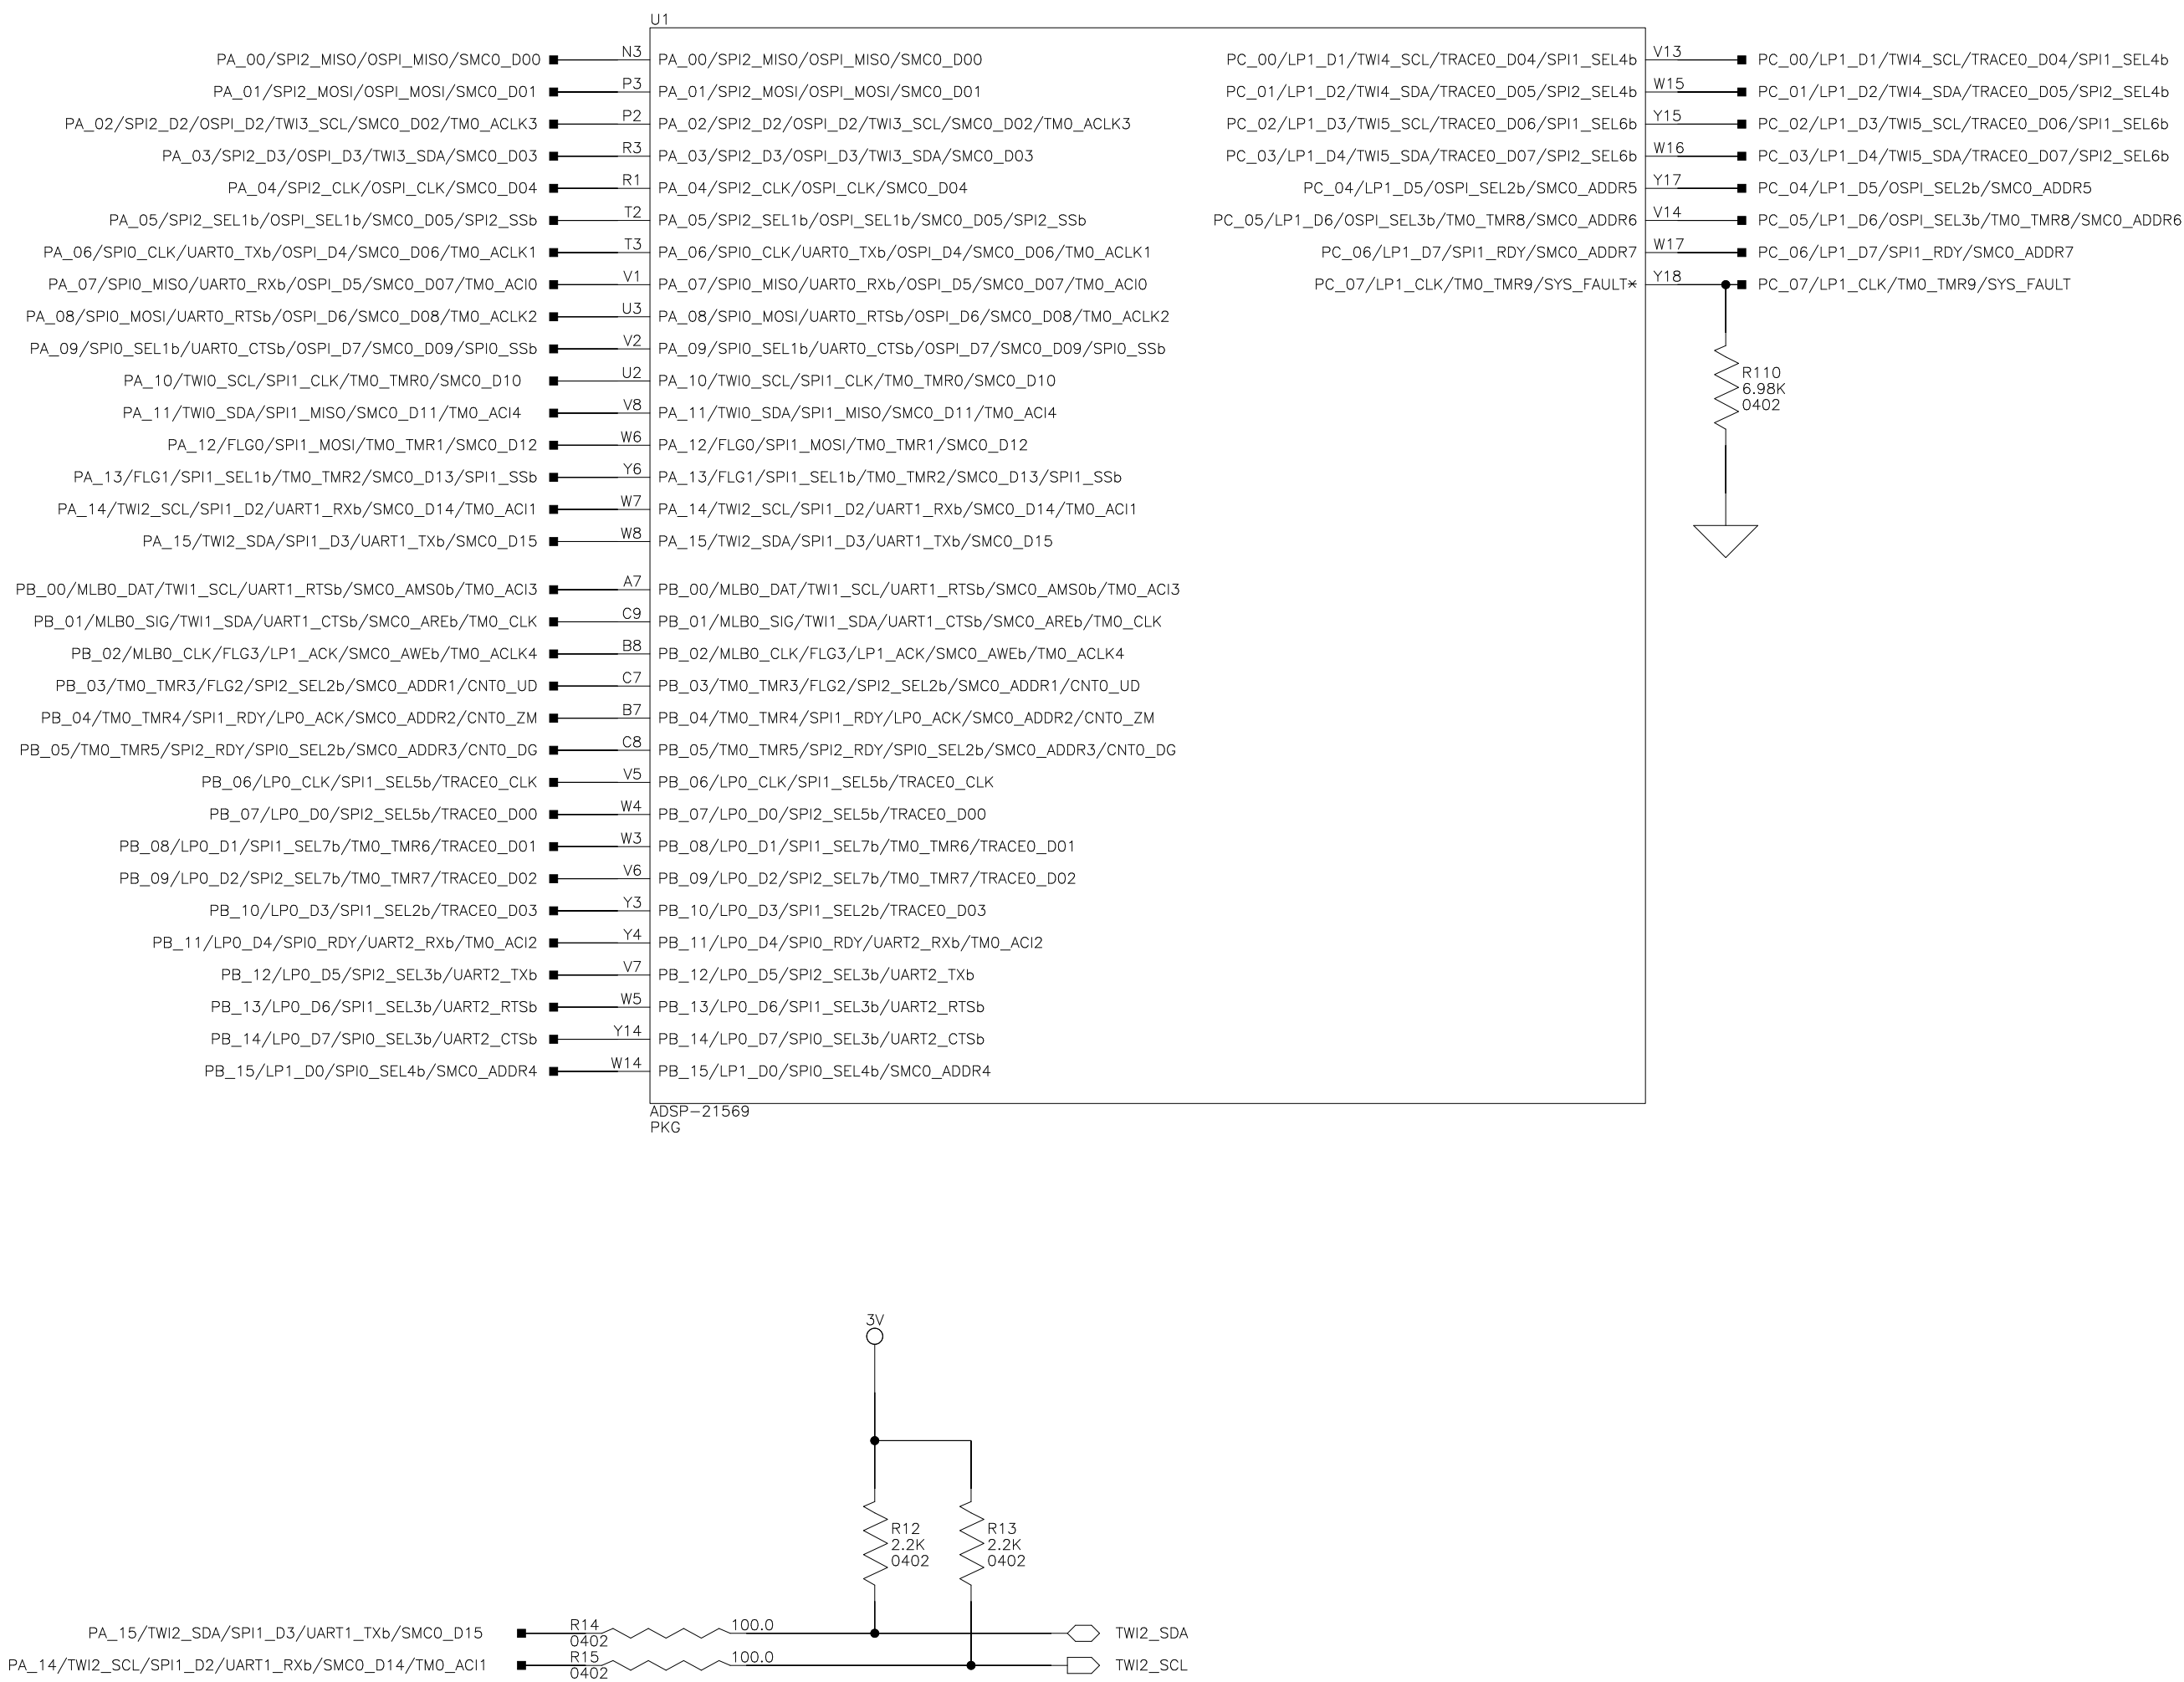 U1
PA_00/SPI2_MISO/OSPI_MISO/SMC0_D00 N3 PA_00/SPI2_MISO/OSPI_MISO/SMC0_D00 PC_00/LP1_D1/TWI4_SCL/TRACE0_D04/SPI1_SEL4b V13 PC_00/LP1_D1/TWI4_SCL/TRACE0_D04/SPI1_SEL4b
PA_01/SPI2_MOSI/OSPI_MOSI/SMC0_D01 P3 PA_01/SPI2_MOSI/OSPI_MOSI/SMC0_D01 PC_01/LP1_D2/TWI4_SDA/TRACE0_D05/SPI2_SEL4b W15 PC_01/LP1_D2/TWI4_SDA/TRACE0_D05/SPI2_SEL4b
PA_02/SPI2_D2/OSPI_D2/TWI3_SCL/SMC0_D02/TM0_ACLK3 P2 PA_02/SPI2_D2/OSPI_D2/TWI3_SCL/SMC0_D02/TM0_ACLK3 PC_02/LP1_D3/TWI5_SCL/TRACE0_D06/SPI1_SEL6b Y15 PC_02/LP1_D3/TWI5_SCL/TRACE0_D06/SPI1_SEL6b
PA_03/SPI2_D3/OSPI_D3/TWI3_SDA/SMC0_D03 R3 PA_03/SPI2_D3/OSPI_D3/TWI3_SDA/SMC0_D03 PC_03/LP1_D4/TWI5_SDA/TRACE0_D07/SPI2_SEL6b W16 PC_03/LP1_D4/TWI5_SDA/TRACE0_D07/SPI2_SEL6b
PA_04/SPI2_CLK/OSPI_CLK/SMC0_D04 R1 PA_04/SPI2_CLK/OSPI_CLK/SMC0_D04 PC_04/LP1_D5/OSPI_SEL2b/SMC0_ADDR5 Y17 PC_04/LP1_D5/OSPI_SEL2b/SMC0_ADDR5
PA_05/SPI2_SEL1b/OSPI_SEL1b/SMC0_D05/SPI2_SSb T2 PA_05/SPI2_SEL1b/OSPI_SEL1b/SMC0_D05/SPI2_SSb PC_05/LP1_D6/OSPI_SEL3b/TM0_TMR8/SMC0_ADDR6 V14 PC_05/LP1_D6/OSPI_SEL3b/TM0_TMR8/SMC0_ADDR6
PA_06/SPI0_CLK/UART0_TXb/OSPI_D4/SMC0_D06/TM0_ACLK1 T3 PA_06/SPI0_CLK/UART0_TXb/OSPI_D4/SMC0_D06/TM0_ACLK1 PC_06/LP1_D7/SPI1_RDY/SMC0_ADDR7 W17 PC_06/LP1_D7/SPI1_RDY/SMC0_ADDR7
PA_07/SPI0_MISO/UART0_RXb/OSPI_D5/SMC0_D07/TM0_ACI0 V1 PA_07/SPI0_MISO/UART0_RXb/OSPI_D5/SMC0_D07/TM0_ACI0 PC_07/LP1_CLK/TM0_TMR9/SYS_FAULT* Y18 PC_07/LP1_CLK/TM0_TMR9/SYS_FAULT
PA_08/SPI0_MOSI/UART0_RTSb/OSPI_D6/SMC0_D08/TM0_ACLK2 U3 PA_08/SPI0_MOSI/UART0_RTSb/OSPI_D6/SMC0_D08/TM0_ACLK2
PA_09/SPI0_SEL1b/UART0_CTSb/OSPI_D7/SMC0_D09/SPI0_SSb V2 PA_09/SPI0_SEL1b/UART0_CTSb/OSPI_D7/SMC0_D09/SPI0_SSb
PA_10/TWI0_SCL/SPI1_CLK/TM0_TMR0/SMC0_D10 U2 PA_10/TWI0_SCL/SPI1_CLK/TM0_TMR0/SMC0_D10
R110
6.98K
0402
PA_11/TWI0_SDA/SPI1_MISO/SMC0_D11/TM0_ACI4 V8 PA_11/TWI0_SDA/SPI1_MISO/SMC0_D11/TM0_ACI4
PA_12/FLG0/SPI1_MOSI/TM0_TMR1/SMC0_D12 W6 PA_12/FLG0/SPI1_MOSI/TM0_TMR1/SMC0_D12
PA_13/FLG1/SPI1_SEL1b/TM0_TMR2/SMC0_D13/SPI1_SSb Y6 PA_13/FLG1/SPI1_SEL1b/TM0_TMR2/SMC0_D13/SPI1_SSb
PA_14/TWI2_SCL/SPI1_D2/UART1_RXb/SMC0_D14/TM0_ACI1 W7 PA_14/TWI2_SCL/SPI1_D2/UART1_RXb/SMC0_D14/TM0_ACI1
PA_15/TWI2_SDA/SPI1_D3/UART1_TXb/SMC0_D15 W8 PA_15/TWI2_SDA/SPI1_D3/UART1_TXb/SMC0_D15
PB_00/MLB0_DAT/TWI1_SCL/UART1_RTSb/SMC0_AMS0b/TM0_ACI3 A7 PB_00/MLB0_DAT/TWI1_SCL/UART1_RTSb/SMC0_AMS0b/TM0_ACI3
PB_01/MLB0_SIG/TWI1_SDA/UART1_CTSb/SMC0_AREb/TM0_CLK C9 PB_01/MLB0_SIG/TWI1_SDA/UART1_CTSb/SMC0_AREb/TM0_CLK
PB_02/MLB0_CLK/FLG3/LP1_ACK/SMC0_AWEb/TM0_ACLK4 B8 PB_02/MLB0_CLK/FLG3/LP1_ACK/SMC0_AWEb/TM0_ACLK4
PB_03/TM0_TMR3/FLG2/SPI2_SEL2b/SMC0_ADDR1/CNT0_UD C7 PB_03/TM0_TMR3/FLG2/SPI2_SEL2b/SMC0_ADDR1/CNT0_UD
PB_04/TM0_TMR4/SPI1_RDY/LP0_ACK/SMC0_ADDR2/CNT0_ZM B7 PB_04/TM0_TMR4/SPI1_RDY/LP0_ACK/SMC0_ADDR2/CNT0_ZM
PB_05/TM0_TMR5/SPI2_RDY/SPI0_SEL2b/SMC0_ADDR3/CNT0_DG C8 PB_05/TM0_TMR5/SPI2_RDY/SPI0_SEL2b/SMC0_ADDR3/CNT0_DG
PB_06/LP0_CLK/SPI1_SEL5b/TRACE0_CLK V5 PB_06/LP0_CLK/SPI1_SEL5b/TRACE0_CLK
PB_07/LP0_D0/SPI2_SEL5b/TRACE0_D00 W4 PB_07/LP0_D0/SPI2_SEL5b/TRACE0_D00
PB_08/LP0_D1/SPI1_SEL7b/TM0_TMR6/TRACE0_D01 W3 PB_08/LP0_D1/SPI1_SEL7b/TM0_TMR6/TRACE0_D01
PB_09/LP0_D2/SPI2_SEL7b/TM0_TMR7/TRACE0_D02 V6 PB_09/LP0_D2/SPI2_SEL7b/TM0_TMR7/TRACE0_D02
PB_10/LP0_D3/SPI1_SEL2b/TRACE0_D03 Y3 PB_10/LP0_D3/SPI1_SEL2b/TRACE0_D03
PB_11/LP0_D4/SPI0_RDY/UART2_RXb/TM0_ACI2 Y4 PB_11/LP0_D4/SPI0_RDY/UART2_RXb/TM0_ACI2
PB_12/LP0_D5/SPI2_SEL3b/UART2_TXb V7 PB_12/LP0_D5/SPI2_SEL3b/UART2_TXb
PB_13/LP0_D6/SPI1_SEL3b/UART2_RTSb W5 PB_13/LP0_D6/SPI1_SEL3b/UART2_RTSb
PB_14/LP0_D7/SPI0_SEL3b/UART2_CTSb Y14 PB_14/LP0_D7/SPI0_SEL3b/UART2_CTSb
PB_15/LP1_D0/SPI0_SEL4b/SMC0_ADDR4 W14 PB_15/LP1_D0/SPI0_SEL4b/SMC0_ADDR4
ADSP-21569
PKG
3V
R12 R13
2.2K 2.2K
0402 0402
PA_15/TWI2_SDA/SPI1_D3/UART1_TXb/SMC0_D15 R14 100.0 TWI2_SDA
0402
PA_14/TWI2_SCL/SPI1_D2/UART1_RXb/SMC0_D14/TM0_ACI1 R15 100.0 TWI2_SCL
0402